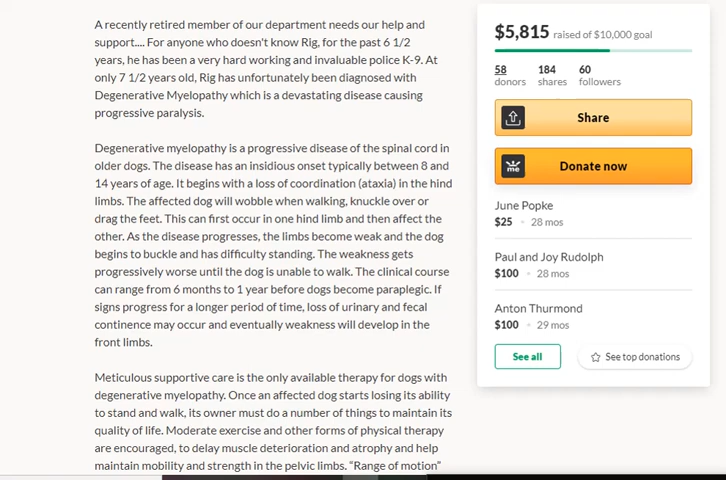 A recently retired member of our department needs our help and
support.... For anyone who doesn't know Rig, for the past 6 1/2
years, he has been a very hard working and invaluable police K-9. At
only 7 1/2 years old, Rig has unfortunately been diagnosed with
Degenerative Myelopathy which is a devastating disease causing
progressive paralysis.
Degenerative myelopathy is a progressive disease of the spinal cord in
older dogs. The disease has an insidious onset typically between 8 and
14 years of age. It begins with a loss of coordination (ataxia) in the hind
limbs. The affected dog will wobble when walking, knuckle over or
drag the feet. This can first occur in one hind limb and then affect the
other. As the disease progresses, the limbs become weak and the dog
begins to buckle and has difficulty standing. The weakness gets
progressively worse until the dog is unable to walk. The clinical course
can range from 6 months to 1 year before dogs become paraplegic. If
signs progress for a longer period of time, loss of urinary and fecal
continence may occur and eventually weakness will develop in the
front limbs.
Meticulous supportive care is the only available therapy for dogs with
degenerative myelopathy. Once an affected dog starts losing its ability
to stand and walk, its owner must do a number of things to maintain its
quality of life. Moderate exercise and other forms of physical therapy
are encouraged, to delay muscle deterioration and atrophy and help
maintain mobility and strength in the pelvic limbs. "Range of motion"
$5,815 raised of $10,000 goal
58 184 60
donors shares followers
Share
me Donate now
June Popke
$25 • 28 mos
Paul and Joy Rudolph
$100 • 28 mos
Anton Thurmond
$100 • 29 mos
See all See top donations